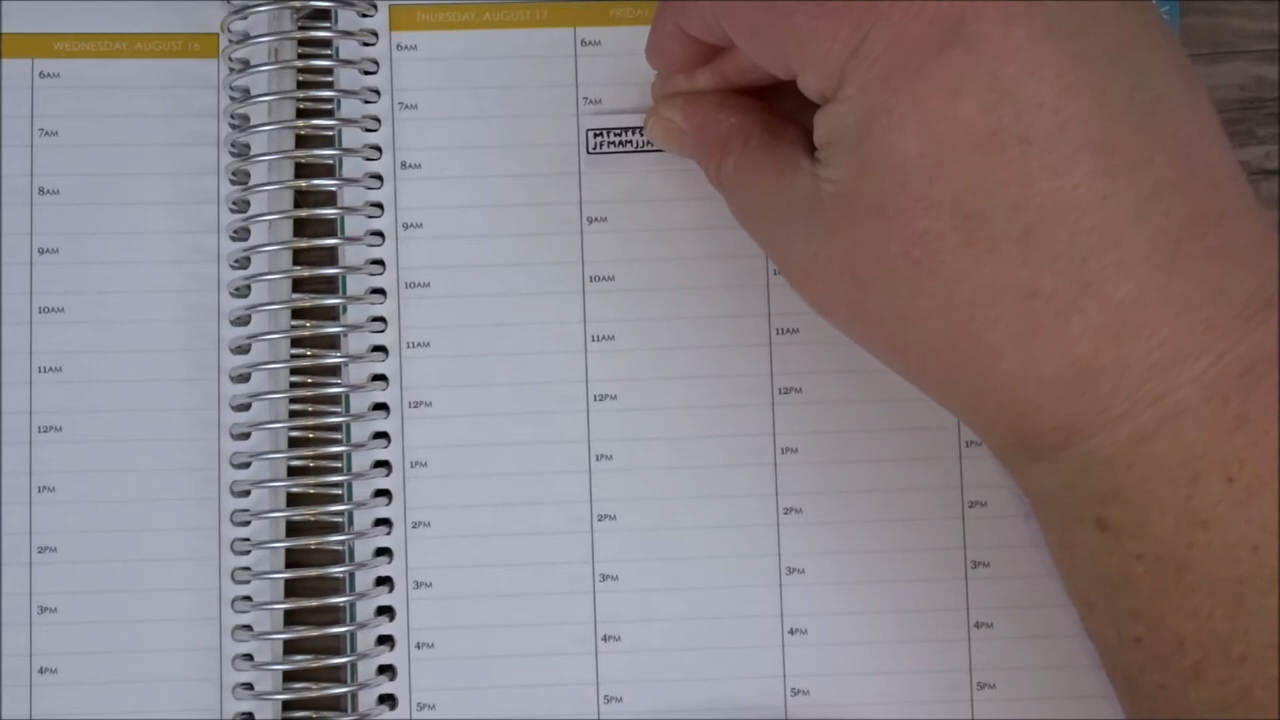 WEDNESDAY, AUGUST 16
6AM
7AM
8AM
9AM
10AM
11AM
12PM
1PM
2PM
3PM
4PM
THURSDAY, AUGUST 17
6AM
7AM
8AM
9AM
10AM
11AM
12PM
1PM
2PM
3PM
4PM
5PM
FRIDAY
6AM
7AM
MTWTFS
JFMAMJJA
9AM
10AM
11AM
12PM
1PM
2PM
3PM
4PM
5PM
11AM
12PM
1PM
2PM
3PM
4PM
5PM
1PM
2PM
3PM
4PM
5PM